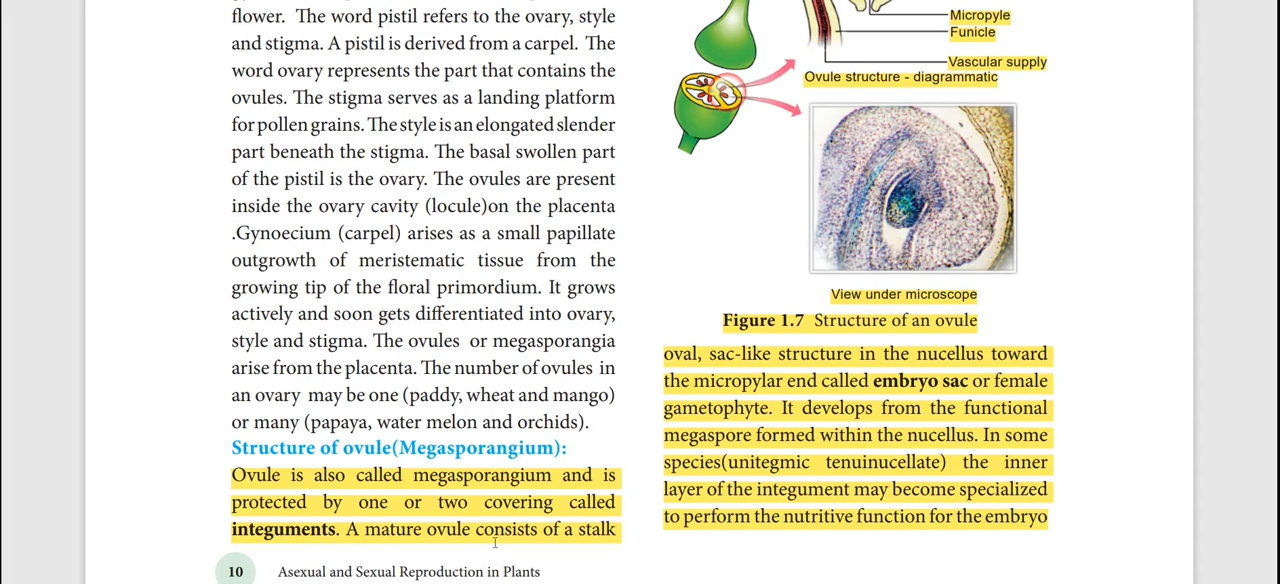 flower. The word pistil refers to the ovary, style
and stigma. A pistil is derived from a carpel. The
word ovary represents the part that contains the
ovules. The stigma serves as a landing platform
for pollen grains. The style is an elongated slender
part beneath the stigma. The basal swollen part
of the pistil is the ovary. The ovules are present
inside the ovary cavity (locule)on the placenta
.Gynoecium (carpel) arises as a small papillate
outgrowth of meristematic tissue from the
growing tip of the floral primordium. It grows
actively and soon gets differentiated into ovary,
style and stigma. The ovules or megasporangia
arise from the placenta. The number of ovules in
an ovary may be one (paddy, wheat and mango)
or many (papaya, water melon and orchids).
Structure of ovule(Megasporangium):
Ovule is also called megasporangium and is
protected by one or two covering called
integuments. A mature ovule consists of a stalk
Micropyle
Funicle
Vascular supply
Ovule structure - diagrammatic
View under microscope
Figure 1.7 Structure of an ovule
oval, sac-like structure in the nucellus toward
the micropylar end called embryo sac or female
gametophyte. It develops from the functional
megaspore formed within the nucellus. In some
species(unitegmic tenuinucellate) the inner
layer of the integument may become specialized
to perform the nutritive function for the embryo
10 Asexual and Sexual Reproduction in Plants